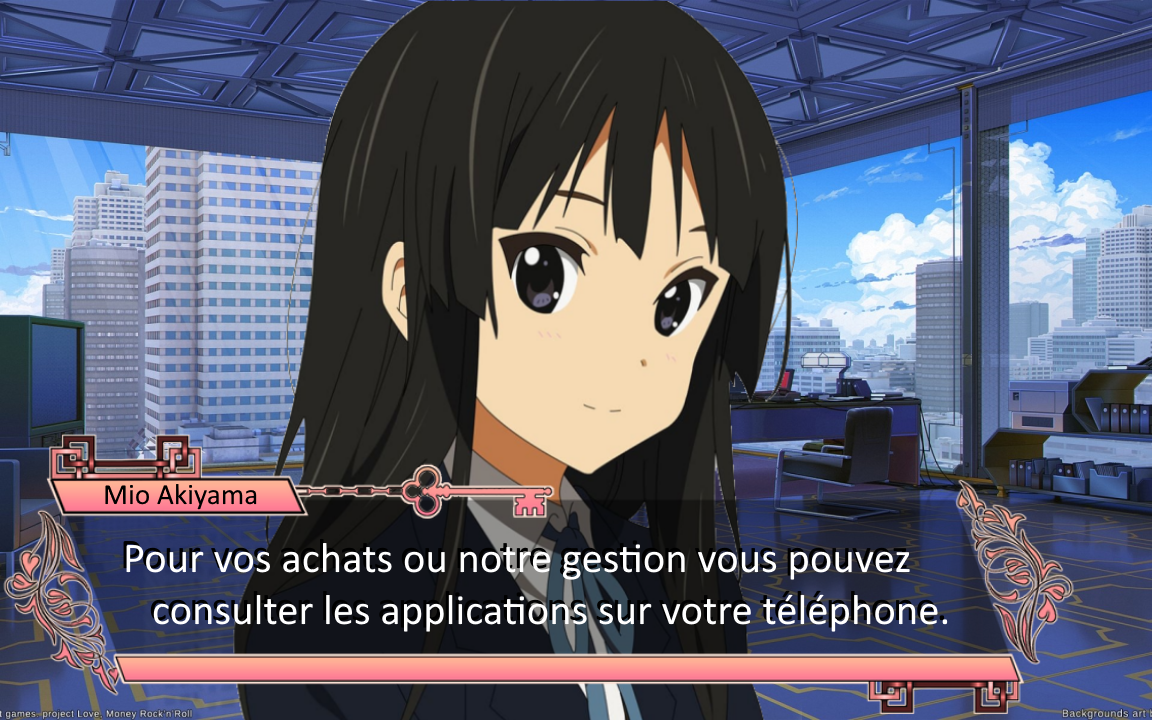 Mio Akiyama
Pour vos achats ou notre gestion vous pouvez
consulter les applications sur votre téléphone.
t games: project Love, Money Rock'n'Roll
Backgrounds art b